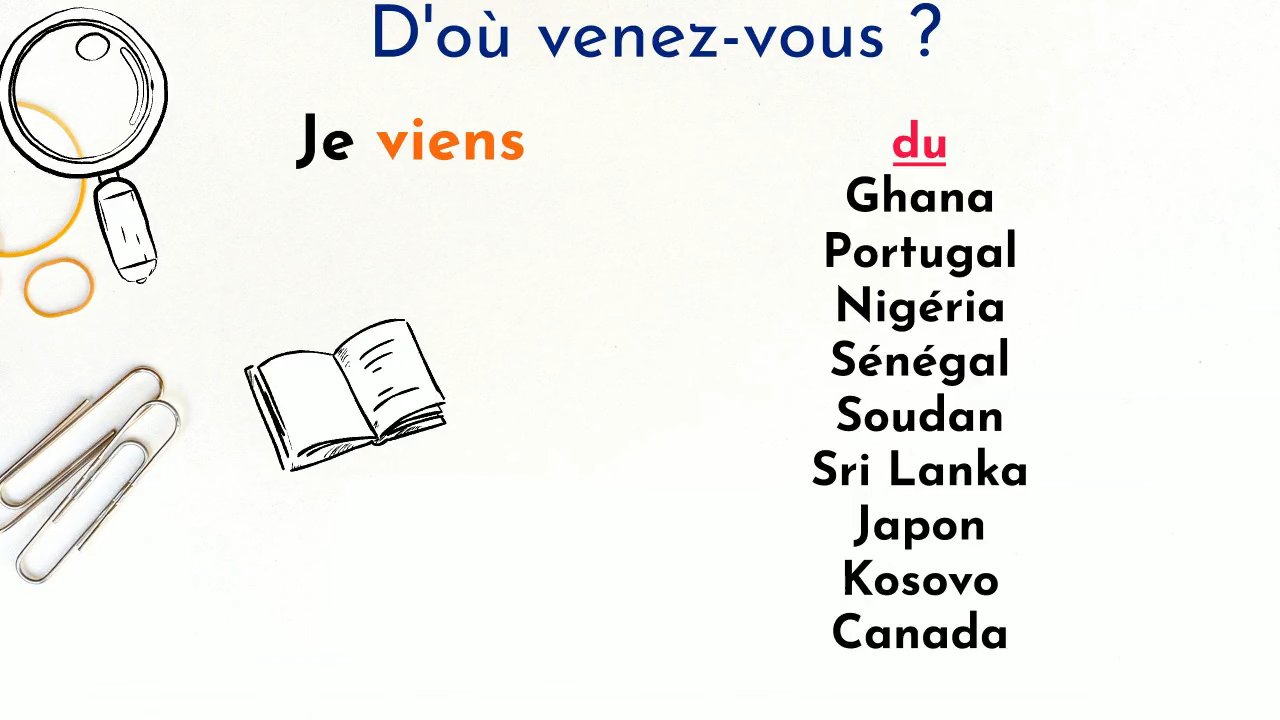 D'où venez-vous ?
Je viens
du
Ghana
Portugal
Nigéria
Sénégal
Soudan
Sri Lanka
Japon
Kosovo
Canada